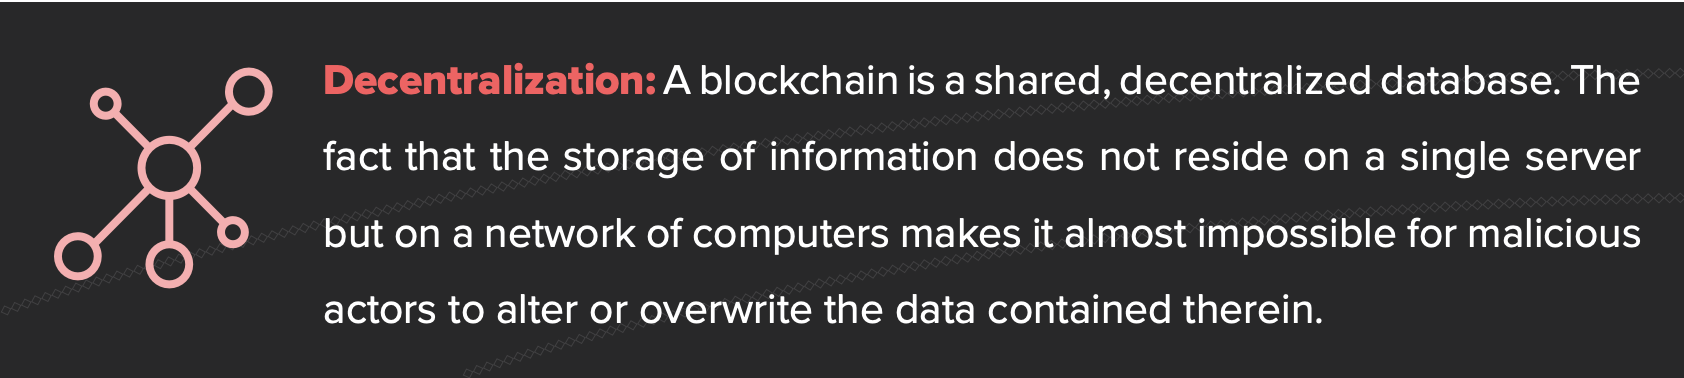 Decentralization: A blockchain is a shared, decentralized database. The
fact that the storage of information does not reside on a single server
but on a network of computers makes it almost impossible for malicious
actors to alter or overwrite the data contained therein.